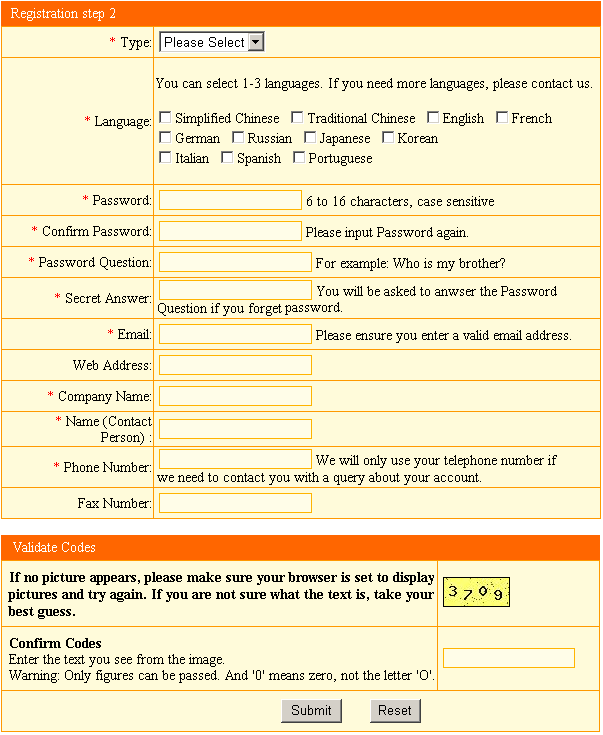 Registration step 2
* Type: Please Select
You can select 1-3 languages. If you need more languages, please contact us.
* Language: Simplified Chinese Traditional Chinese English French
German Russian Japanese Korean
Italian Spanish Portuguese
* Password: 6 to 16 characters, case sensitive
* Confirm Password: Please input Password again.
* Password Question: For example: Who is my brother?
* Secret Answer: You will be asked to anwser the Password
Question if you forget password.
* Email: Please ensure you enter a valid email address.
Web Address:
* Company Name:
* Name (Contact
Person) :
* Phone Number: We will only use your telephone number if
we need to contact you with a query about your account.
Fax Number:
Validate Codes
If no picture appears, please make sure your browser is set to display
pictures and try again. If you are not sure what the text is, take your
best guess.
3709
Confirm Codes
Enter the text you see from the image.
Warning: Only figures can be passed. And '0' means zero, not the letter 'O'.
Submit Reset